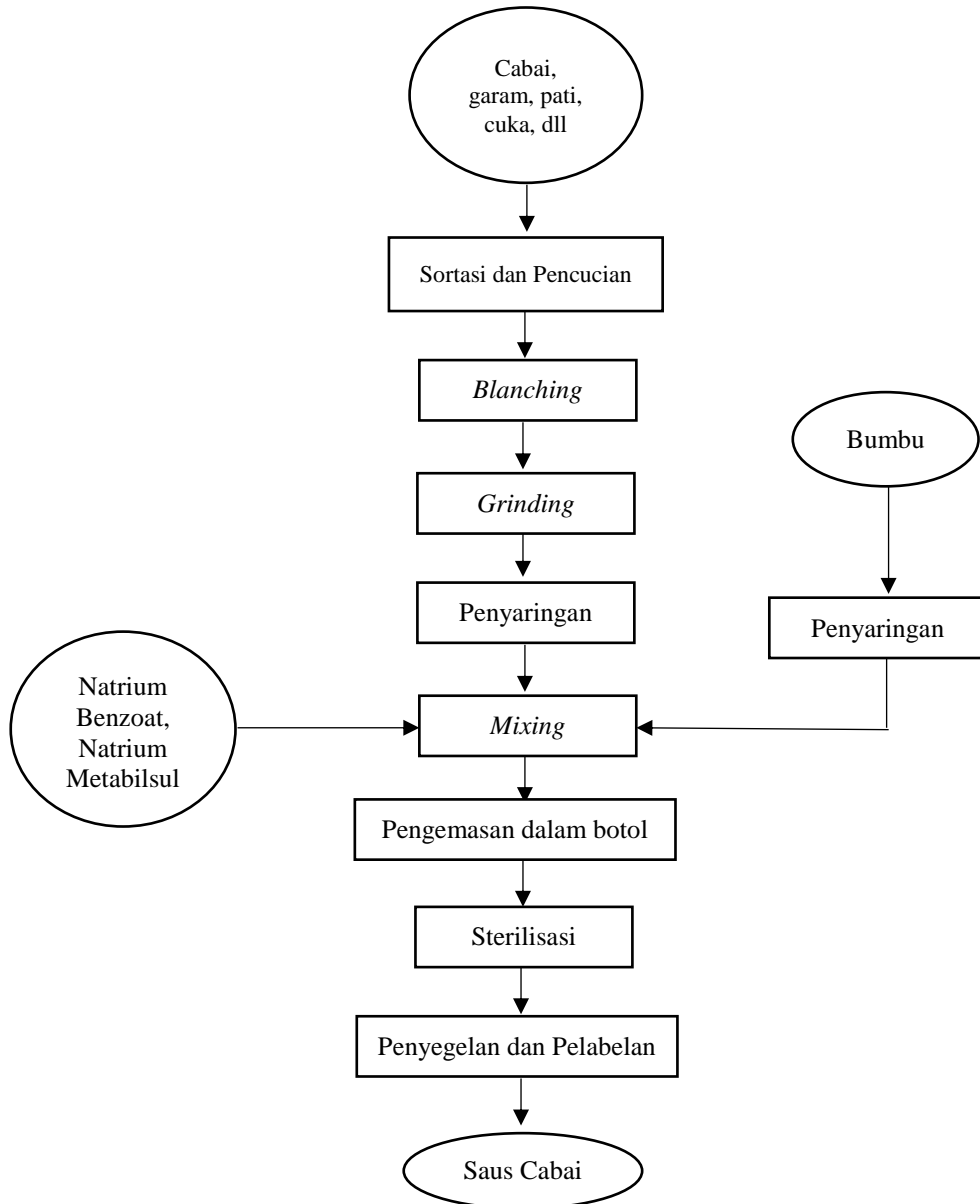 Cabai,
garam, pati,
cuka, dll
Sortasi dan Pencucian
Blanching
Bumbu
Grinding
Penyaringan
Penyaringan
Natrium
Benzoat,
Natrium
Metabilsul
Mixing
Pengemasan dalam botol
Sterilisasi
Penyegelan dan Pelabelan
Saus Cabai